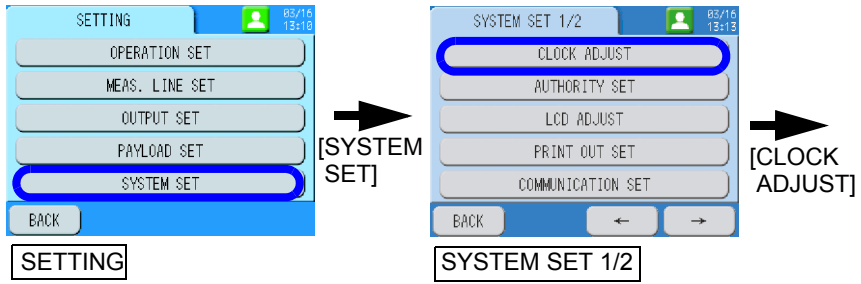 SETTING
03/16
13:10
OPERATION SET
MEAS. LINE SET
OUTPUT SET
PAYLOAD SET
SYSTEM SET
BACK
SETTING
[SYSTEM
SET]
SYSTEM SET 1/2
03/16
13:13
CLOCK ADJUST
AUTHORITY SET
LCD ADJUST
PRINT OUT SET
COMMUNICATION SET
BACK ← →
SYSTEM SET 1/2
[CLOCK
ADJUST]